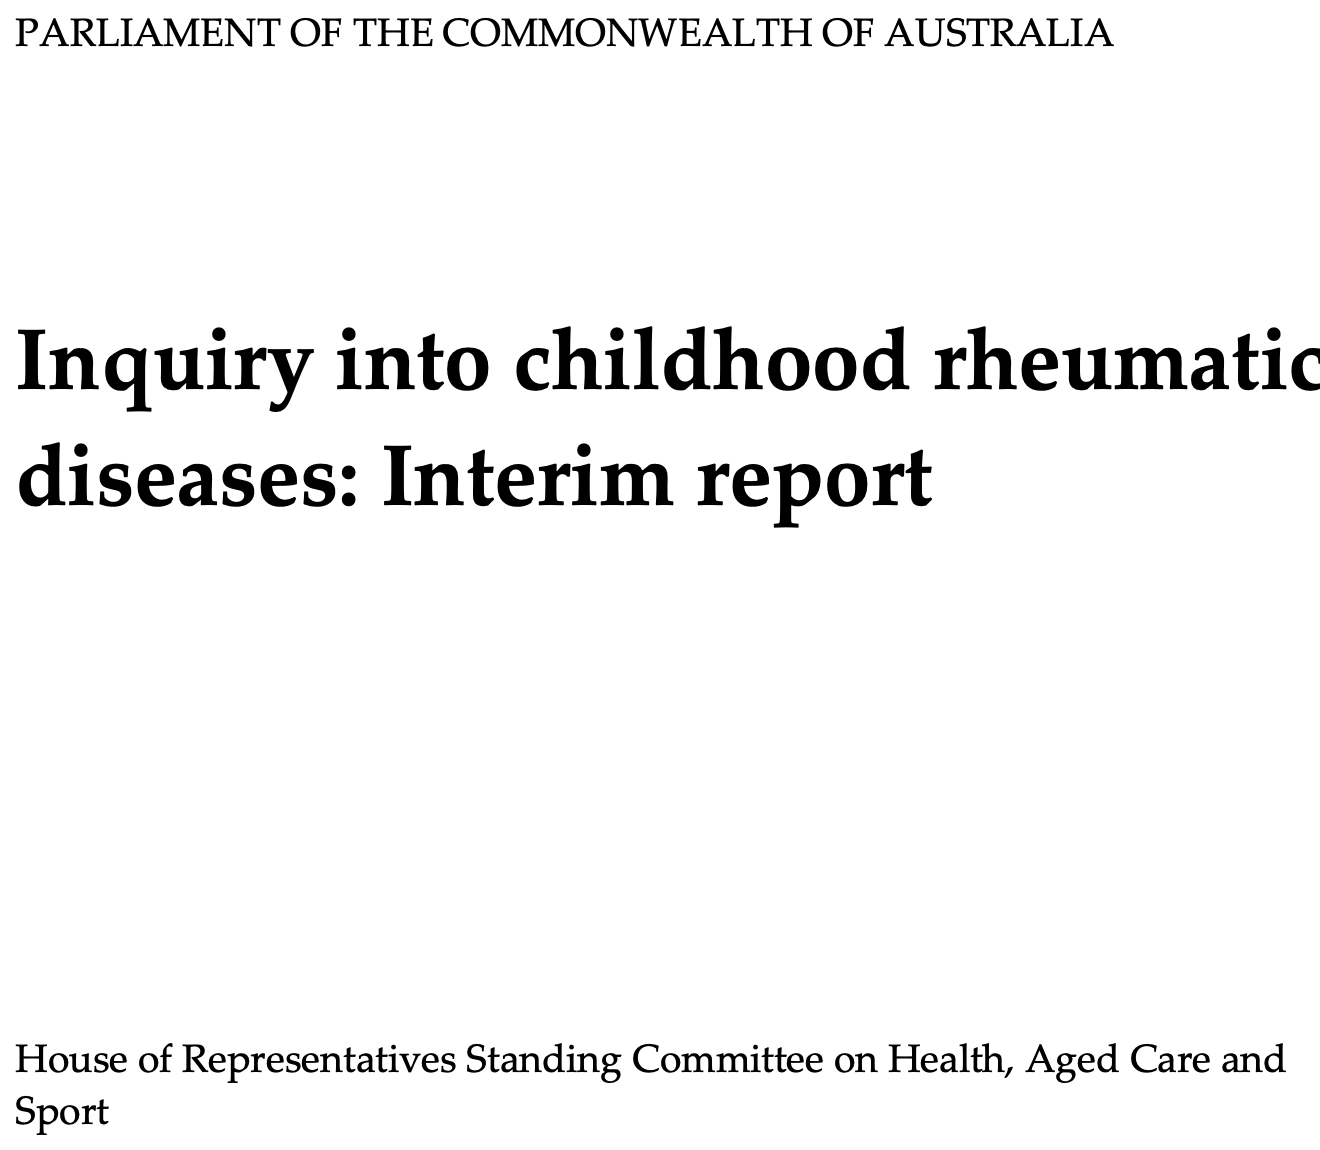 PARLIAMENT OF THE COMMONWEALTH OF AUSTRALIA
Inquiry into childhood rheumatic
diseases: Interim report
House of Representatives Standing Committee on Health, Aged Care and
Sport